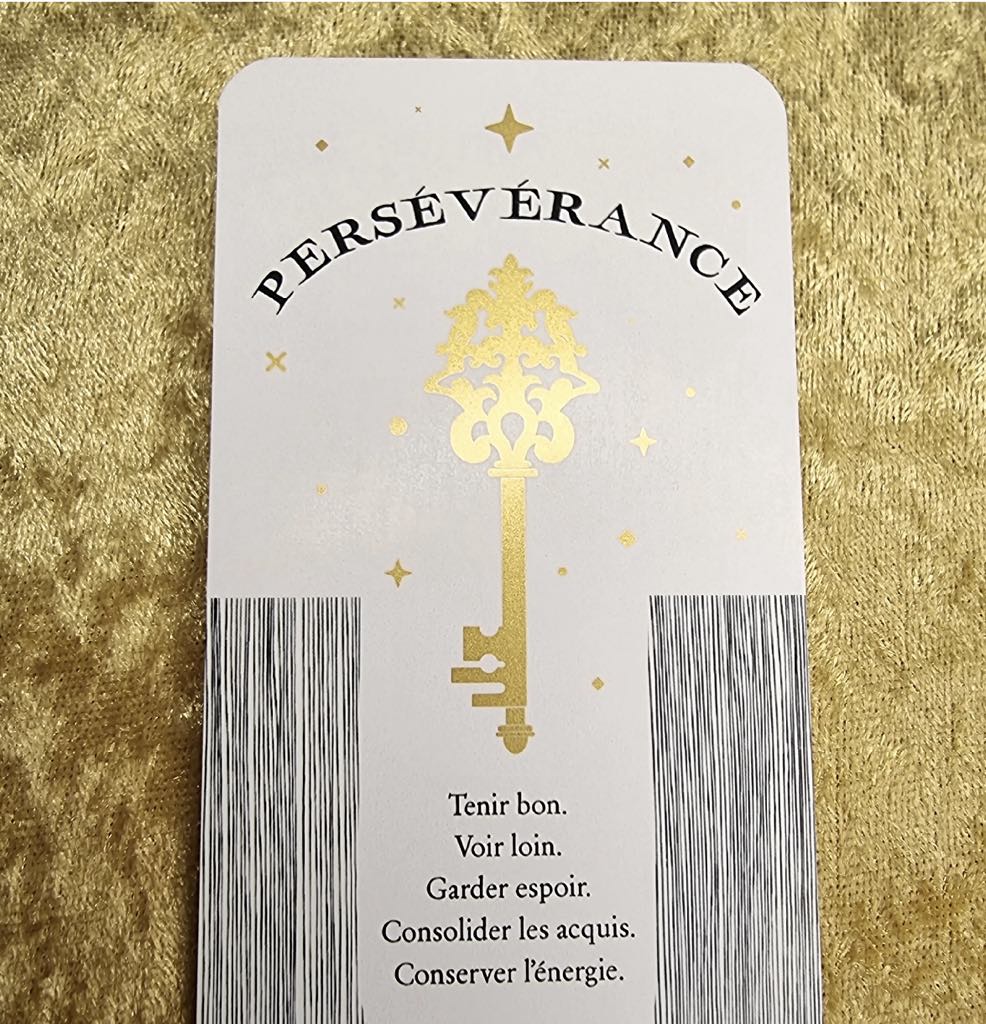 PERSÉVÉRANCE
Tenir bon.
Voir loin.
Garder espoir.
Consolider les acquis.
Conserver l'énergie.